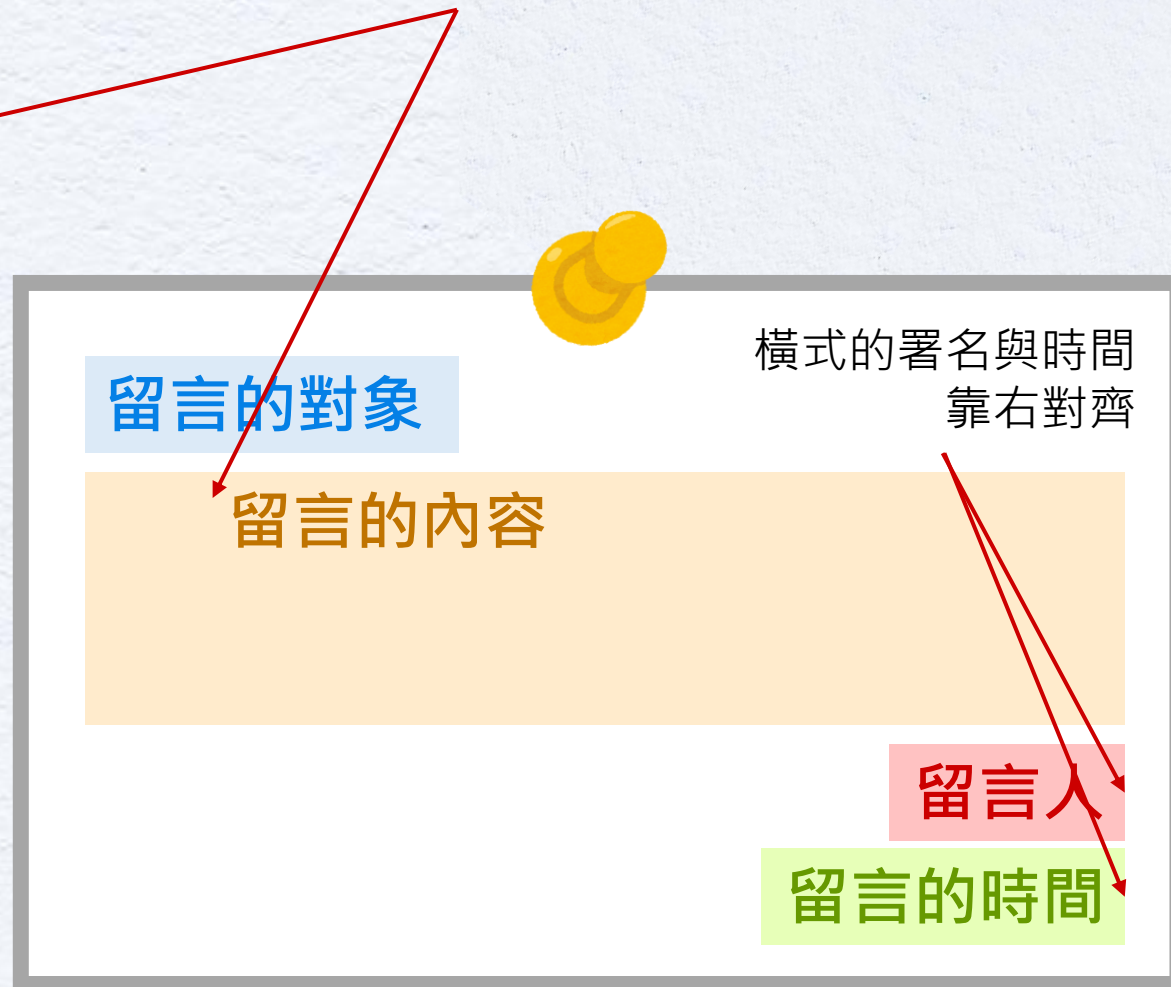 橫式的署名與時間
靠右對齊
留言的對象
留言的內容
留言人
留言的時間